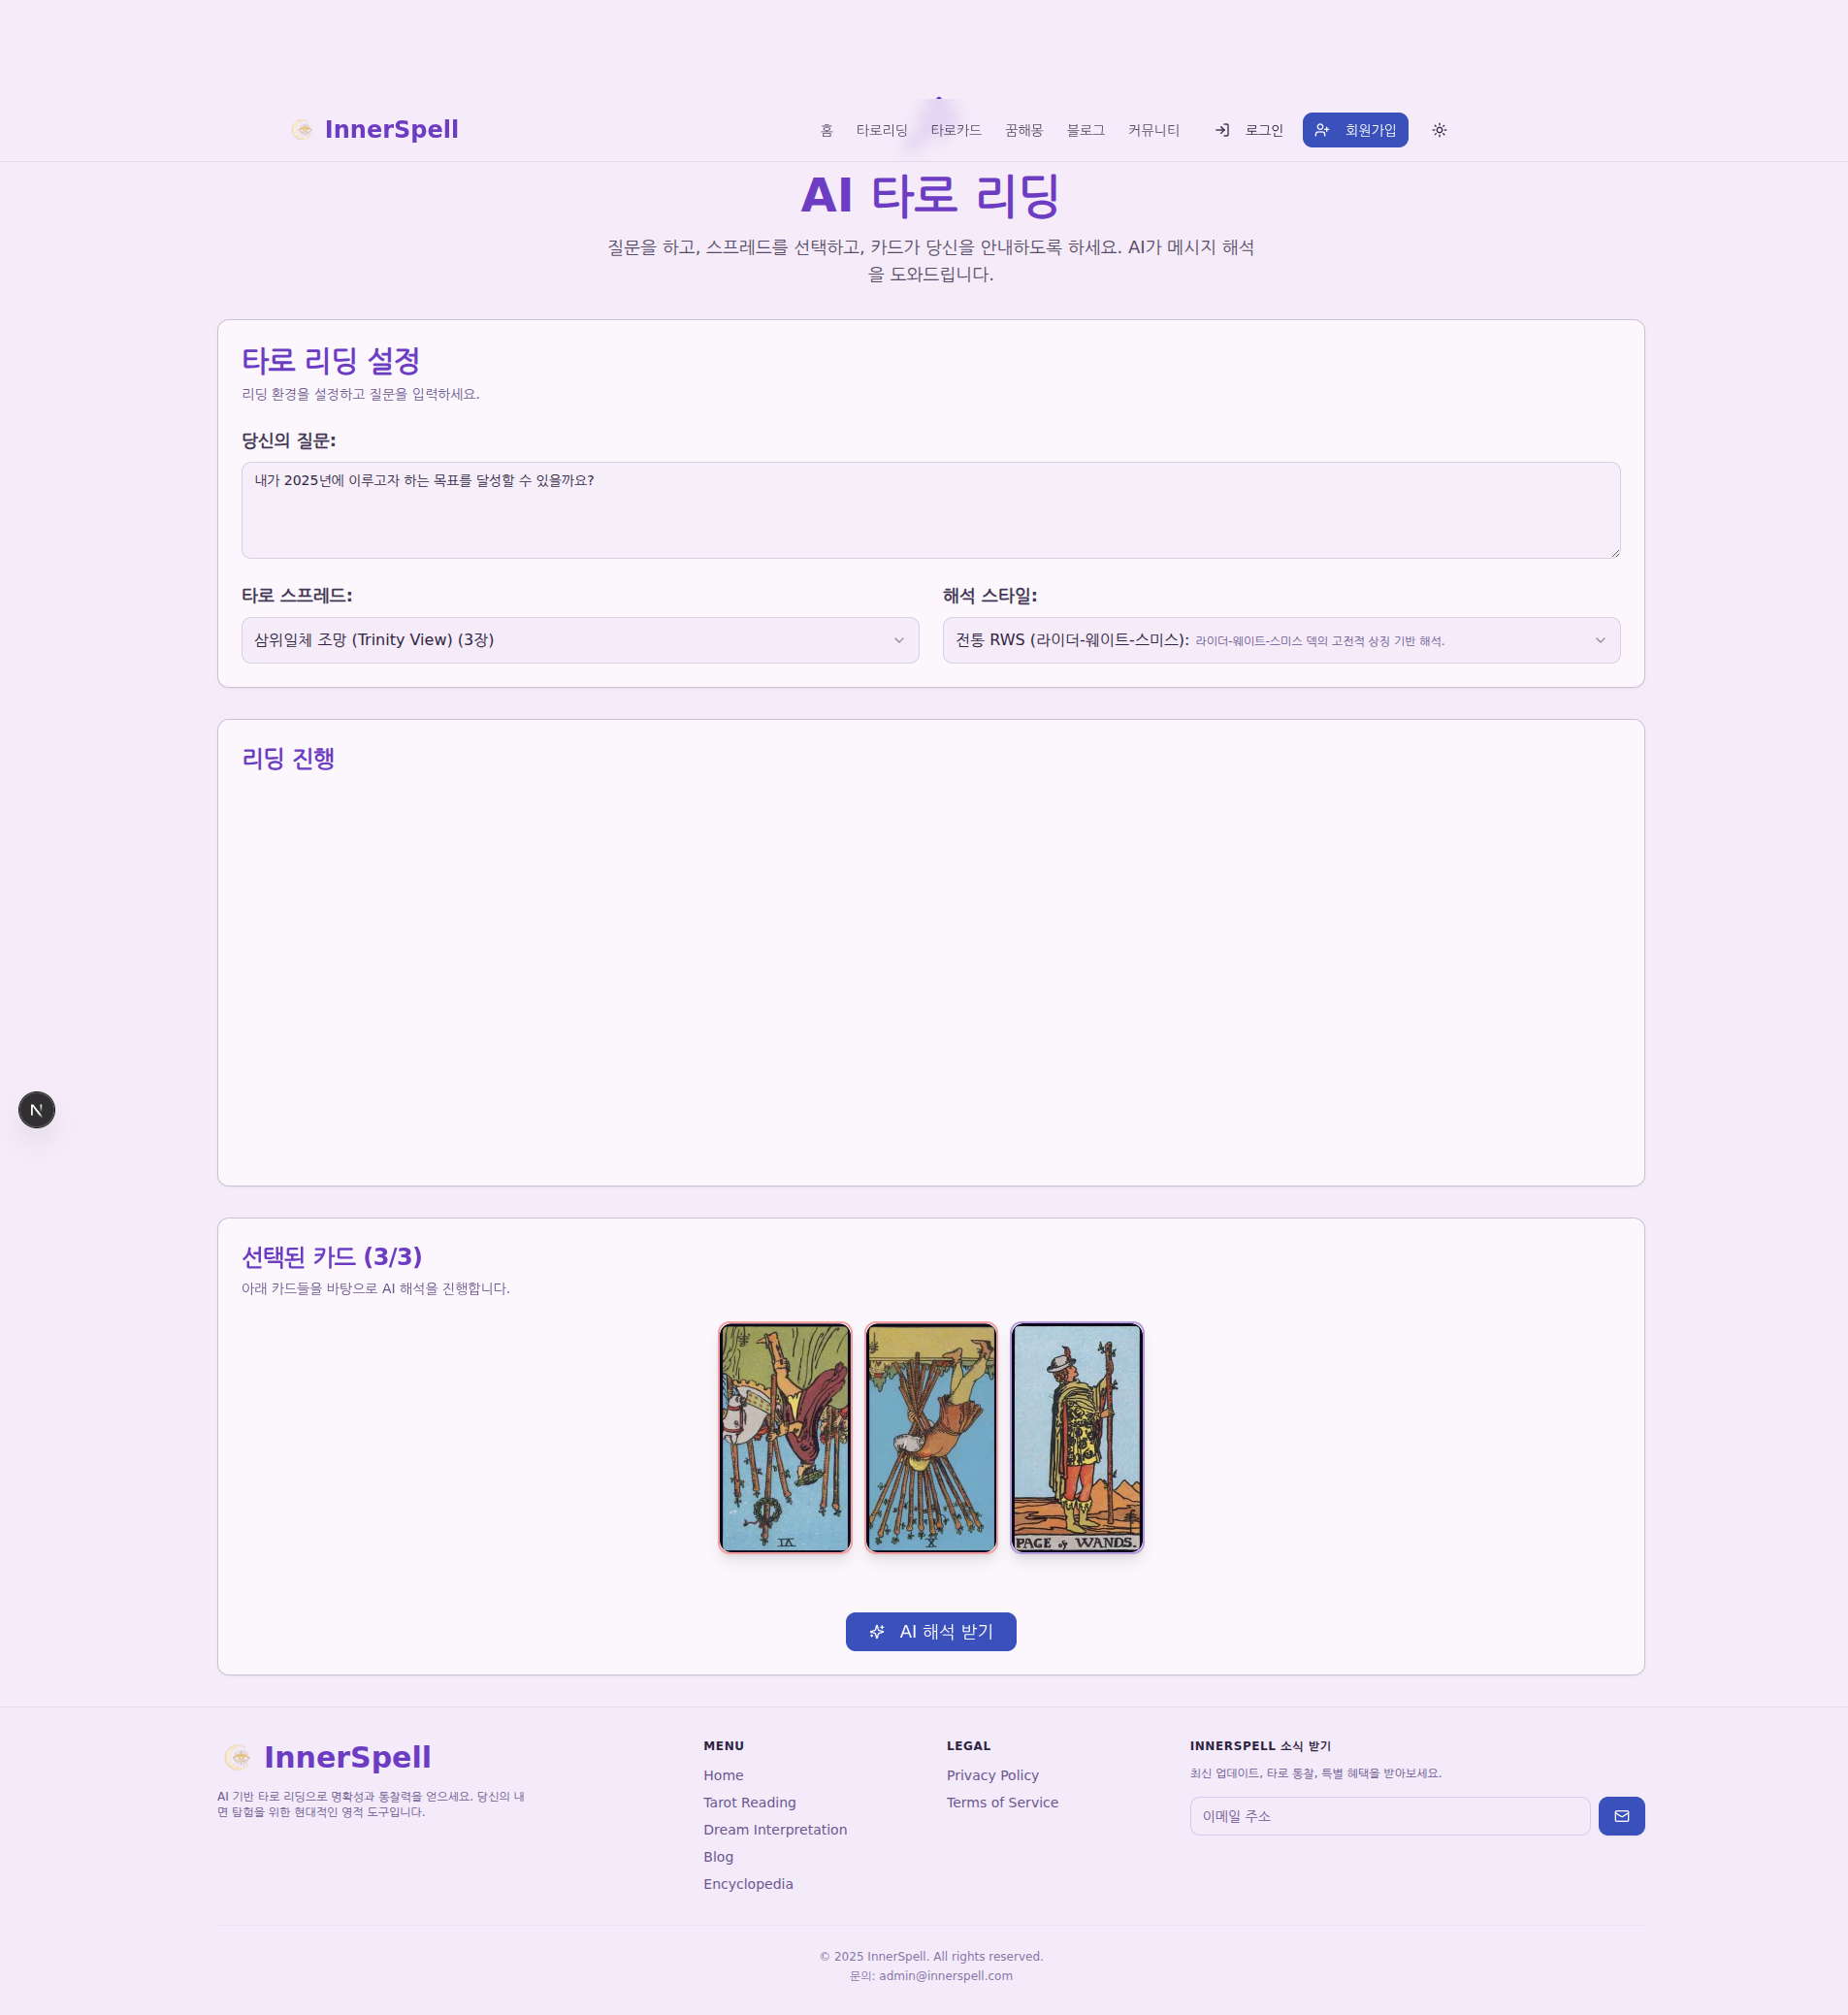 InnerSpell
홈 타로리딩 타로카드 꿈해몽 블로그 커뮤니티 로그인 회원가입
AI 타로 리딩
질문을 하고, 스프레드를 선택하고, 카드가 당신을 안내하도록 하세요. AI가 메시지 해석
을 도와드립니다.
타로 리딩 설정
리딩 환경을 설정하고 질문을 입력하세요.
당신의 질문:
내가 2025년에 이루고자 하는 목표를 달성할 수 있을까요?
타로 스프레드:
삼위일체 조망 (Trinity View) (3장)
해석 스타일:
전통 RWS (라이더-웨이트-스미스): 라이더-웨이트-스미스 덱의 고전적 상징 기반 해석.
리딩 진행
N
선택된 카드 (3/3)
아래 카드들을 바탕으로 AI 해석을 진행합니다.
VI
X
PAGE of WANDS.
AI 해석 받기
InnerSpell
AI 기반 타로 리딩으로 명확성과 통찰력을 얻으세요. 당신의 내
면 탐험을 위한 현대적인 영적 도구입니다.
MENU
Home
Tarot Reading
Dream Interpretation
Blog
Encyclopedia
LEGAL
Privacy Policy
Terms of Service
INNERSPELL 소식 받기
최신 업데이트, 타로 통찰, 특별 혜택을 받아보세요.
이메일 주소
© 2025 InnerSpell. All rights reserved.
문의: admin@innerspell.com